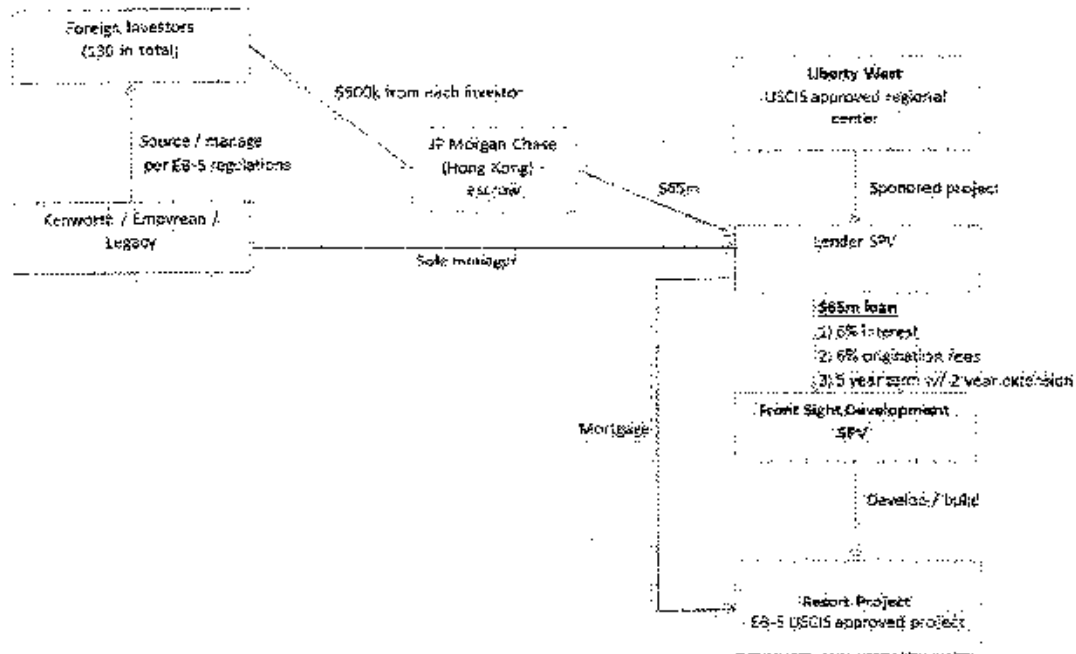 Foreign Investors
(130 in total)
$500k from each investor
Liberty West
USCIS approved regional
center
Source / manage
per EB-5 regulations
JP Morgan Chase
(Hong Kong) -
escrow
$65m
Sponored project
Kenworth / Empyrean /
Legacy
Sole manager
Lender SPV
$65m loan
1) 6% interest
2) 6% origination fees
3) 5 year term w/ 2 year extension
Front Sight Development
SPV
Mortgage
Develop / build
Resort Project
EB-5 USCIS approved project